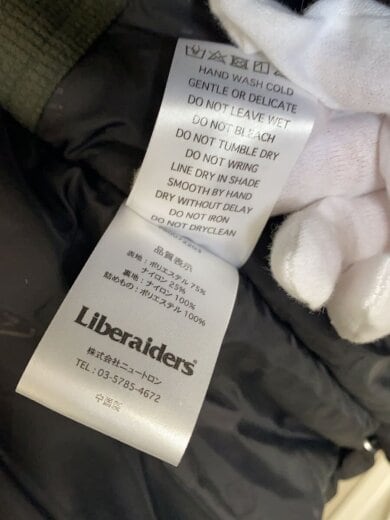 HAND WASH COLD
GENTLE OR DELICATE
DO NOT LEAVE WET
DO NOT BLEACH
DO NOT TUMBLE DRY
DO NOT WRING
LINE DRY IN SHADE
SMOOTH BY HAND
DRY WITHOUT DELAY
DO NOT IRON
DO NOT DRYCLEAN
品質表示
表地：ポリエステル 75%
ナイロン 25%
裏地：ナイロン 100%
詰めもの：ポリエステル 100%
Liberaiders®
株式会社ニュートロン
TEL : 03-5785-4672
中国製